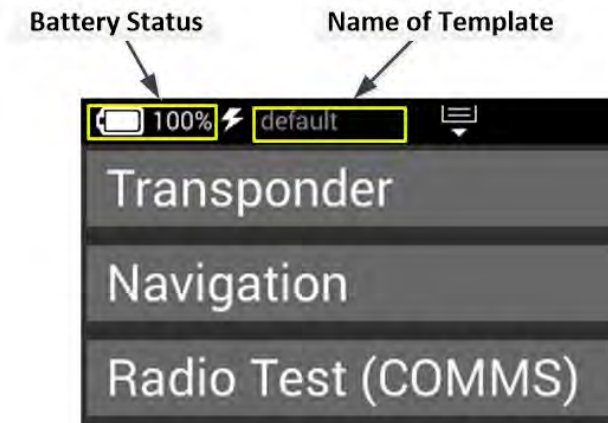 Battery Status Name of Template
100% default
Transponder
Navigation
Radio Test (COMMS)